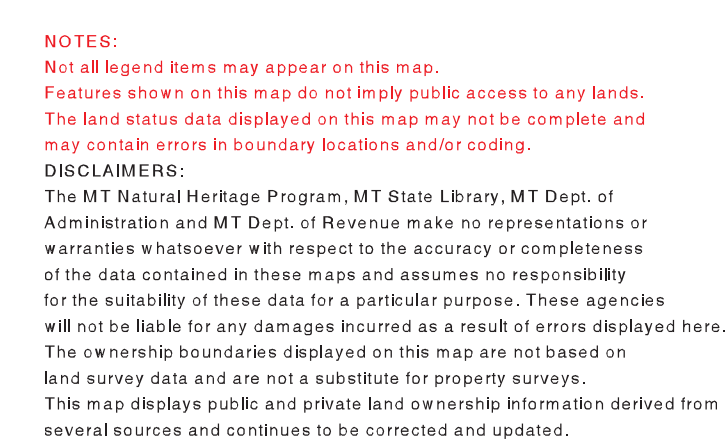 NOTES:
Not all legend items may appear on this map.
Features shown on this map do not imply public access to any lands.
The land status data displayed on this map may not be complete and
may contain errors in boundary locations and/or coding.
DISCLAIMERS:
The MT Natural Heritage Program, MT State Library, MT Dept. of
Administration and MT Dept. of Revenue make no representations or
warranties whatsoever with respect to the accuracy or completeness
of the data contained in these maps and assumes no responsibility
for the suitability of these data for a particular purpose. These agencies
will not be liable for any damages incurred as a result of errors displayed here.
The ownership boundaries displayed on this map are not based on
land survey data and are not a substitute for property surveys.
This map displays public and private land ownership information derived from
several sources and continues to be corrected and updated.